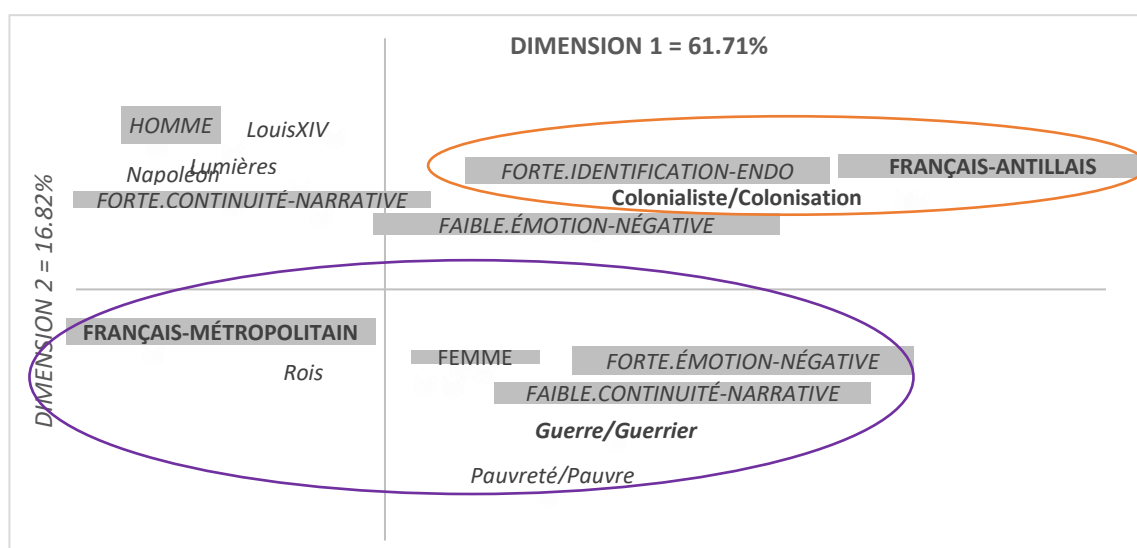 DIMENSION 1 = 61.71%
HOMME
LouisXIV
Lumières
Napoléon
FORTE.IDENTIFICATION-ENDO
FRANÇAIS-ANTILLAIS
FORTE.CONTINUITÉ-NARRATIVE
Colonialiste/Colonisation
FAIBLE.ÉMOTION-NÉGATIVE
DIMENSION 2 = 16.82%
FRANÇAIS-MÉTROPOLITAIN
FEMME
FORTE.ÉMOTION-NÉGATIVE
Rois
FAIBLE.CONTINUITÉ-NARRATIVE
Guerre/Guerrier
Pauvreté/Pauvre